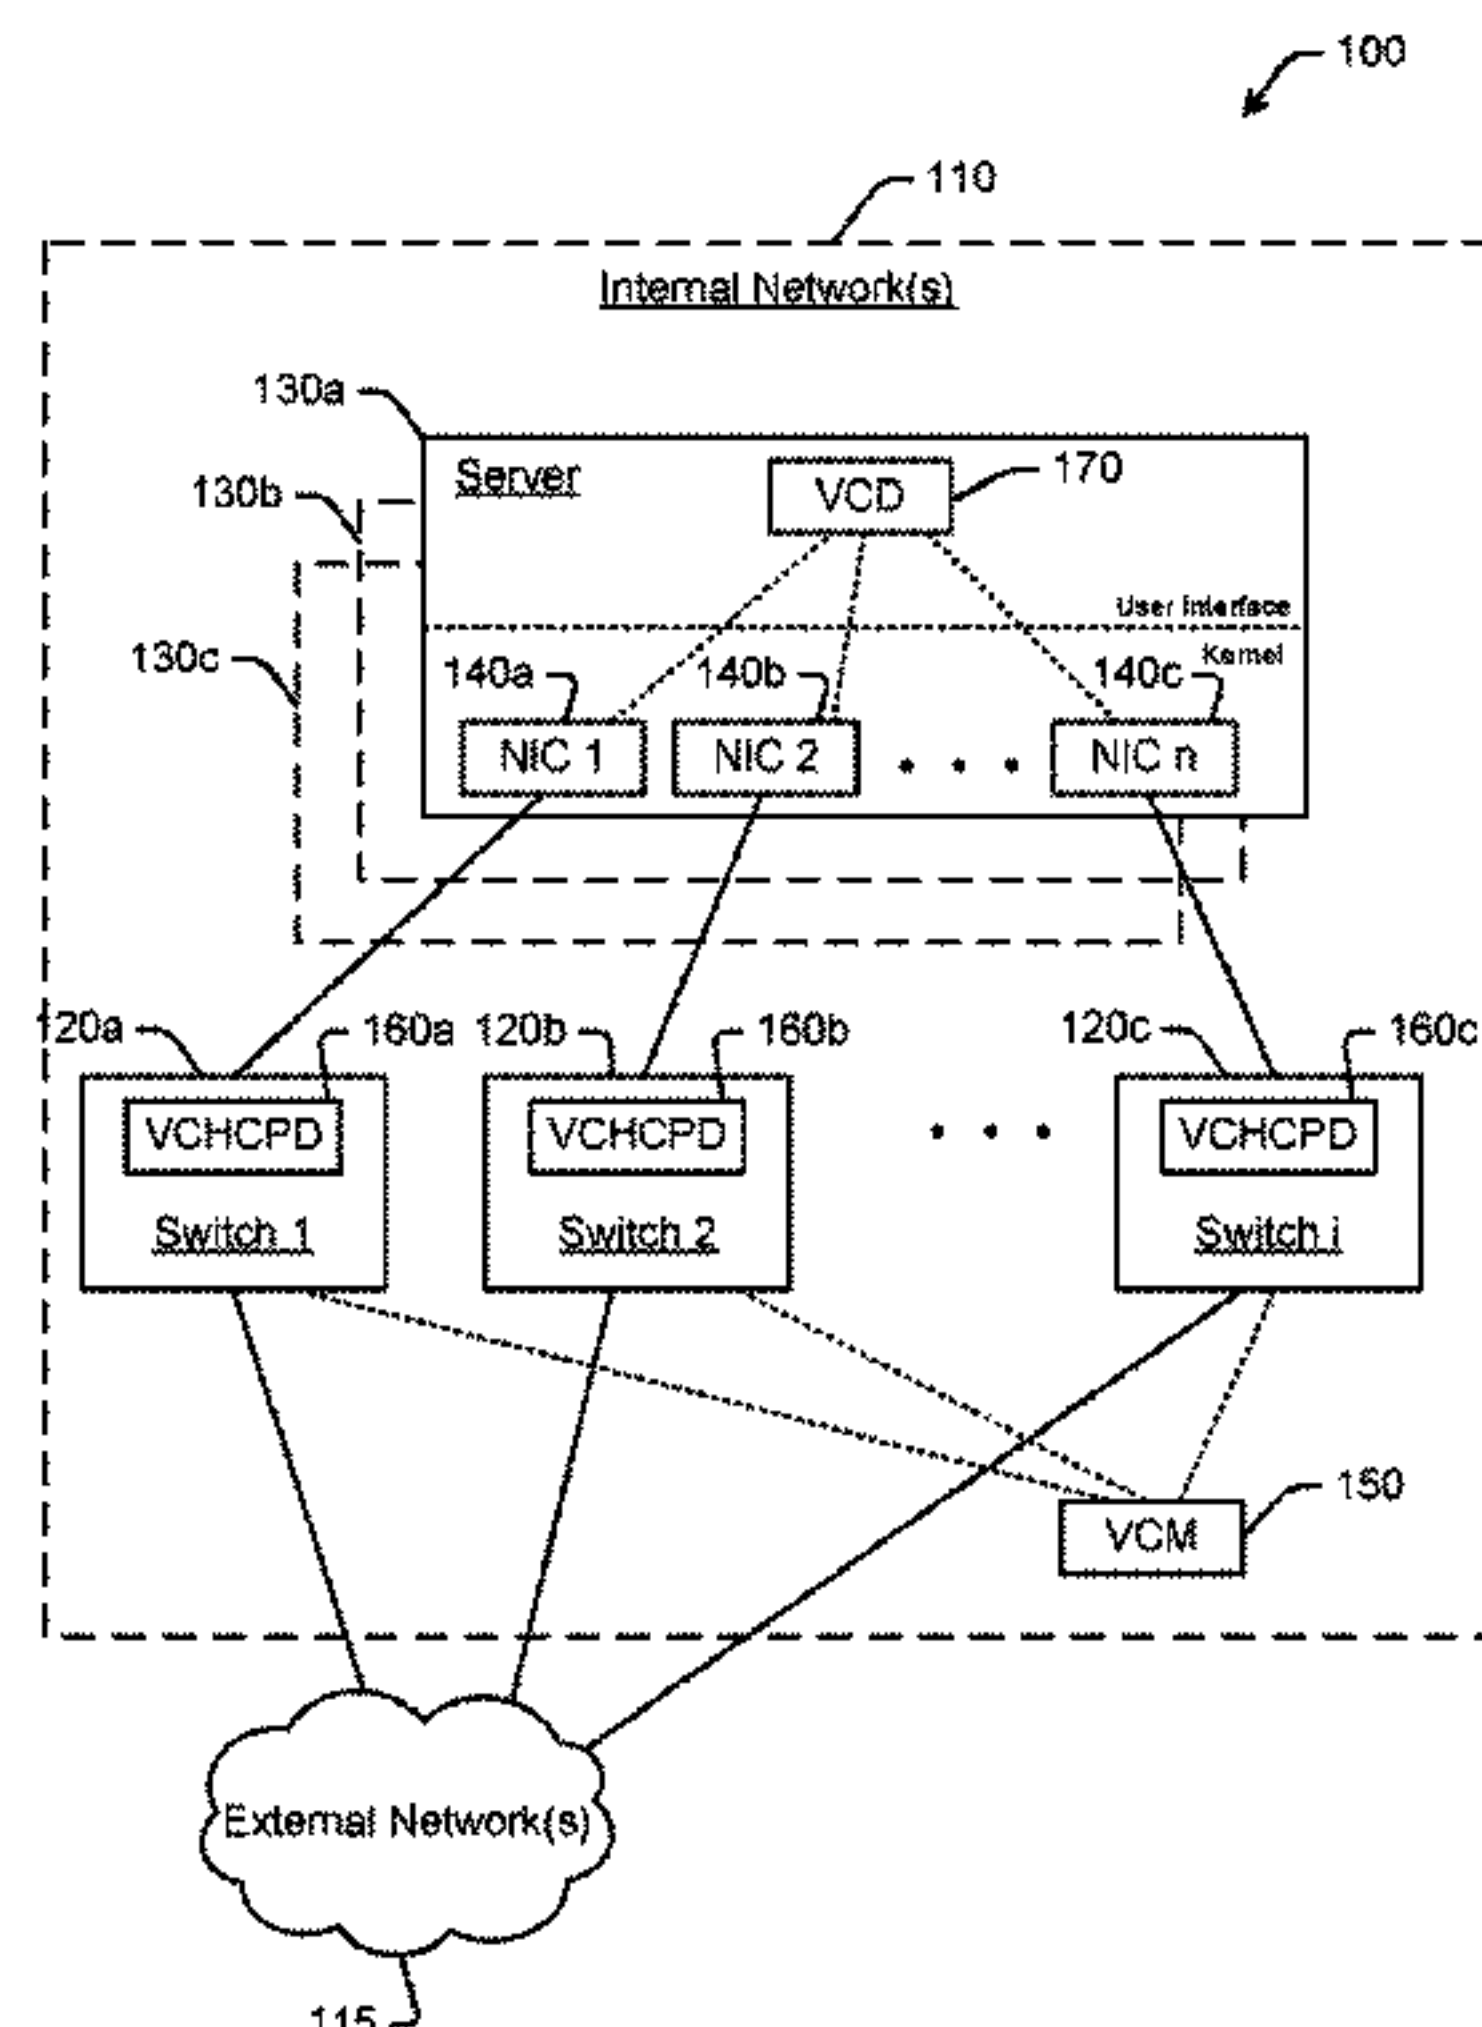 100
110
Internal Network(s)
130a
Server
VCD
170
130b
User Interface
Kernel
130c
140a
140b
140c
NIC 1
NIC 2
NIC n
120a
160a
120b
160b
120c
160c
VCHCPD
VCHCPD
VCHCPD
Switch 1
Switch 2
Switch i
150
VCM
External Network(s)
115